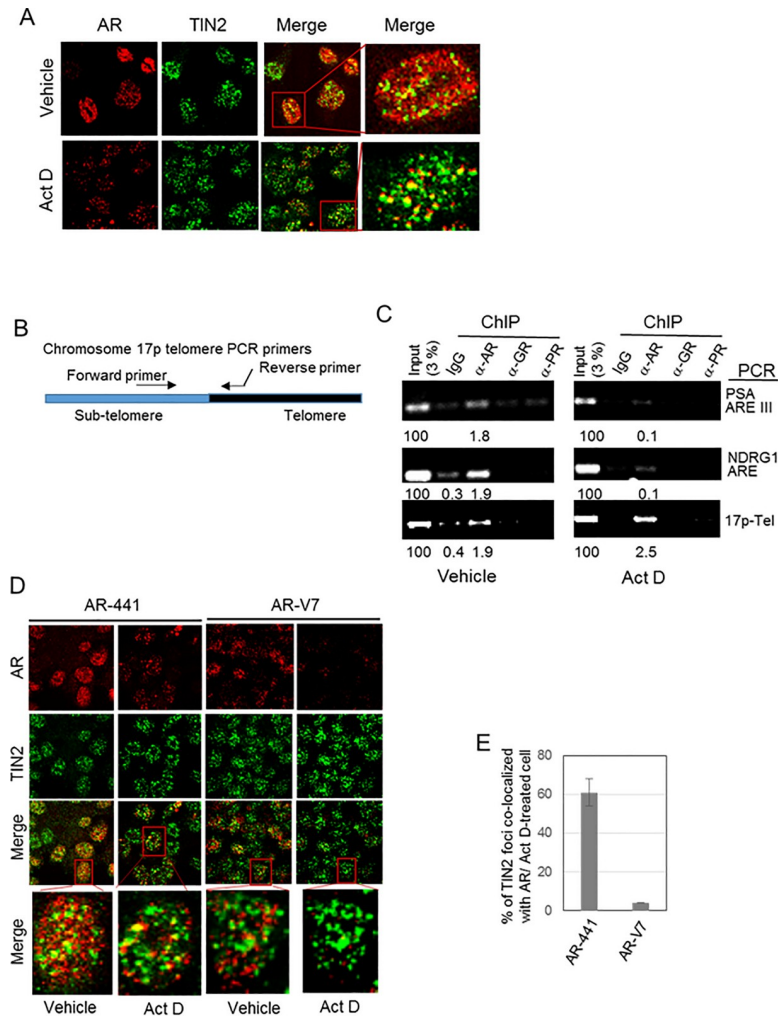 A
AR TIN2 Merge Merge
Vehicle
Act D
B
Chromosome 17p telomere PCR primers
Forward primer
Reverse primer
Sub-telomere
Telomere
C
ChIP
Input (3 %) IgG α-AR α-GR α-PR
100 1.8
100 0.3 1.9
100 0.4 1.9
Vehicle
ChIP
Input (3 %) IgG α-AR α-GR α-PR
PCR
PSA
ARE III
100 0.1
NDRG1
ARE
100 0.1
17p-Tel
100 2.5
Act D
D
AR-441 AR-V7
AR
TIN2
Merge
Merge
Vehicle Act D Vehicle Act D
E
% of TIN2 foci co-localized
with AR/ Act D-treated cell
80
60
40
20
0
AR-441
AR-V7